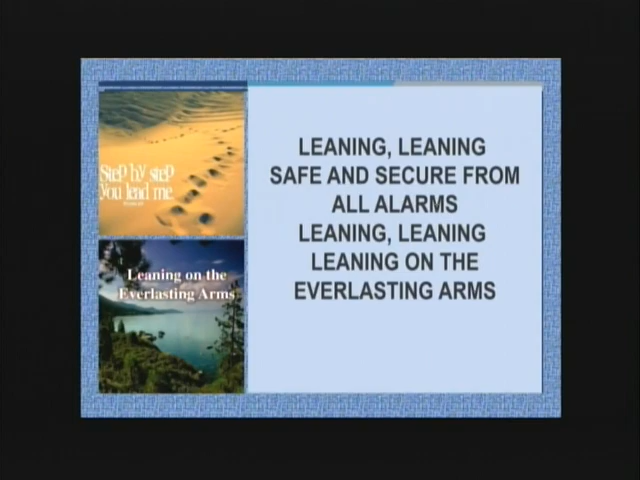 Step by step
You lead me
Leaning on the
Everlasting Arms
LEANING, LEANING
SAFE AND SECURE FROM
ALL ALARMS
LEANING, LEANING
LEANING ON THE
EVERLASTING ARMS